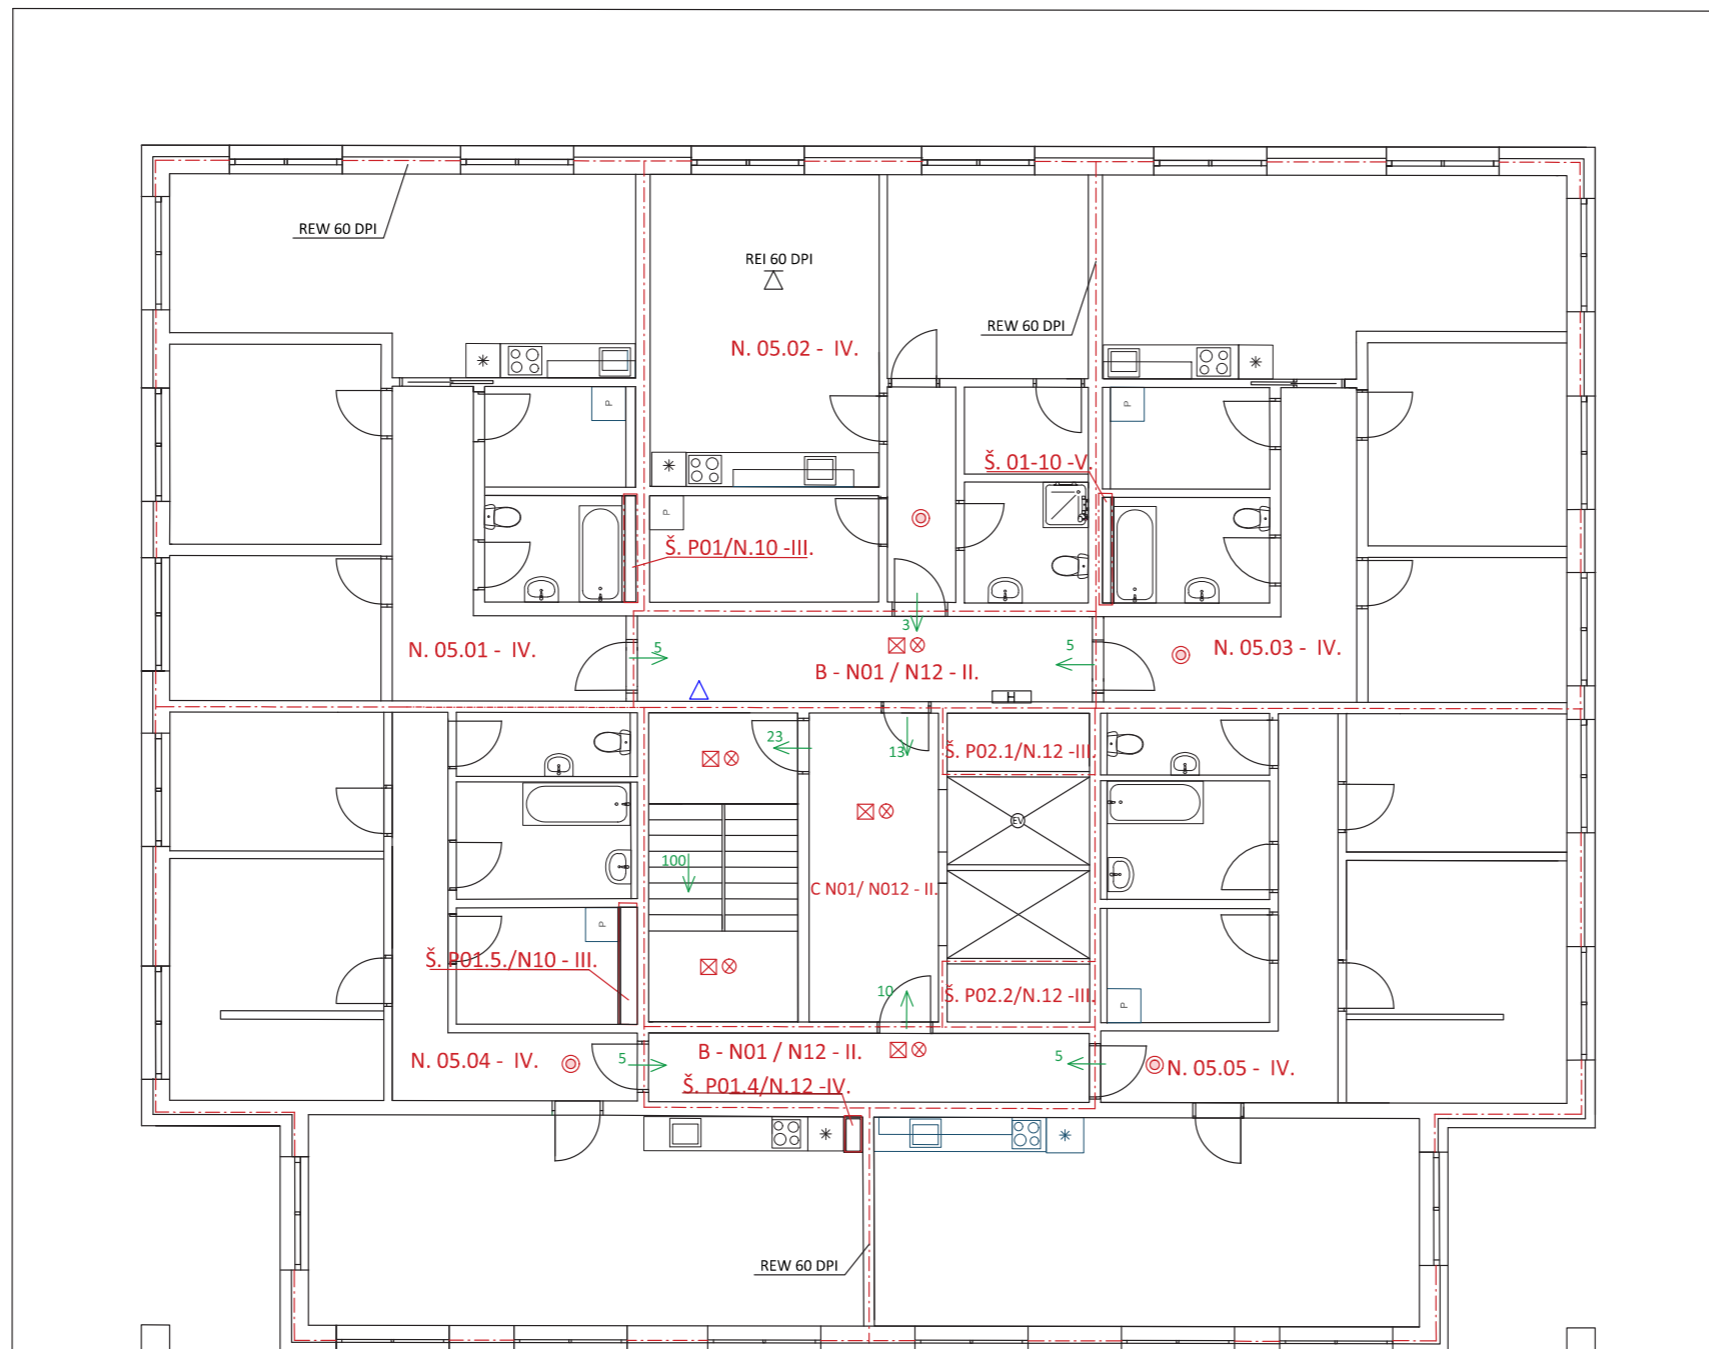 REW 60 DPI
REI 60 DPI
REW 60 DPI
N. 05.02 - IV.
P
P
Š. 01-10 -V.
P
Š. P01/N.10 -III.
3
N. 05.01 - IV.
5
5
N. 05.03 - IV.
B - N01 / N12 - II.
H
23
13
Š. P02.1/N.12 -III.
EV
100
C N01/ N012 - II.
P
Š. P01.5./N10 - III.
10
Š. P02.2/N.12 -III.
P
N. 05.04 - IV.
5
B - N01 / N12 - II.
5
N. 05.05 - IV.
Š. P01.4/N.12 -IV.
REW 60 DPI